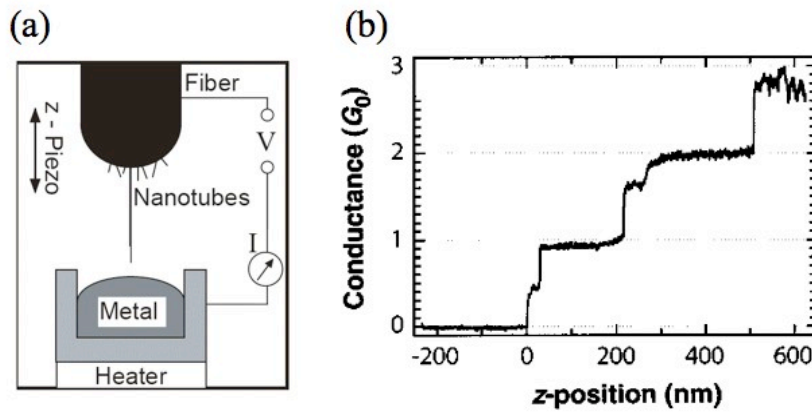 (a)
Fiber
z - Piezo
V
Nanotubes
I
Metal
Heater
(b)
Conductance (G₀)
3
2
1
0
-200 0 200 400 600
z-position (nm)